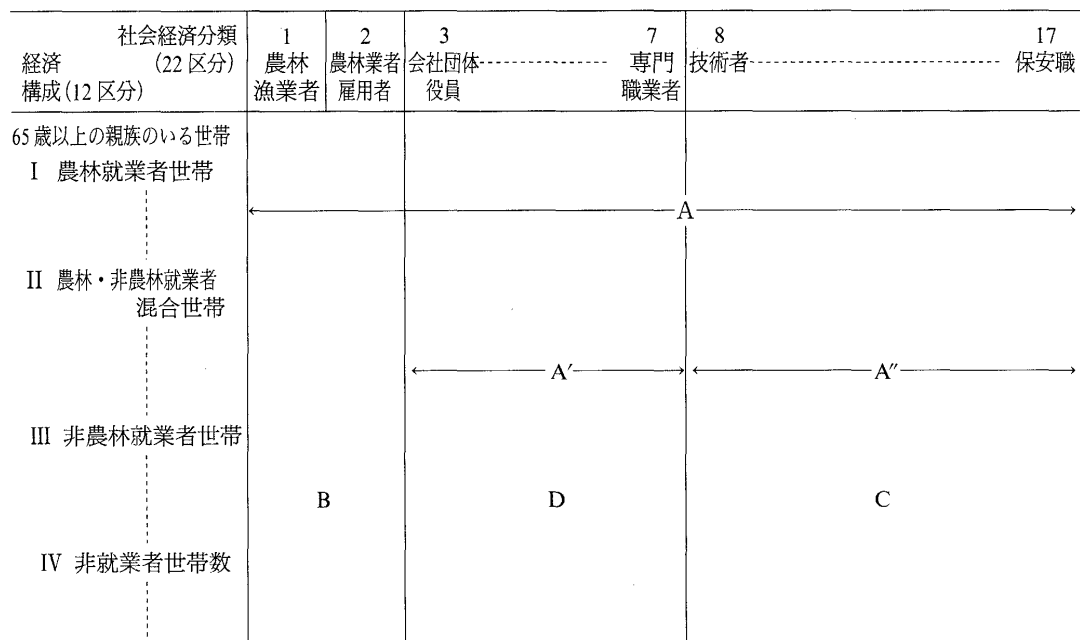 社会経済分類
(22区分)
経済
構成(12区分)
1
農林
漁業者
2
農林業者
雇用者
3
会社団体
役員
7
専門
職業者
8
技術者
17
保安職
65歳以上の親族のいる世帯
I 農林就業者世帯
A
II 農林・非農林就業者
混合世帯
A′
A″
III 非農林就業者世帯
B
D
C
IV 非就業者世帯数